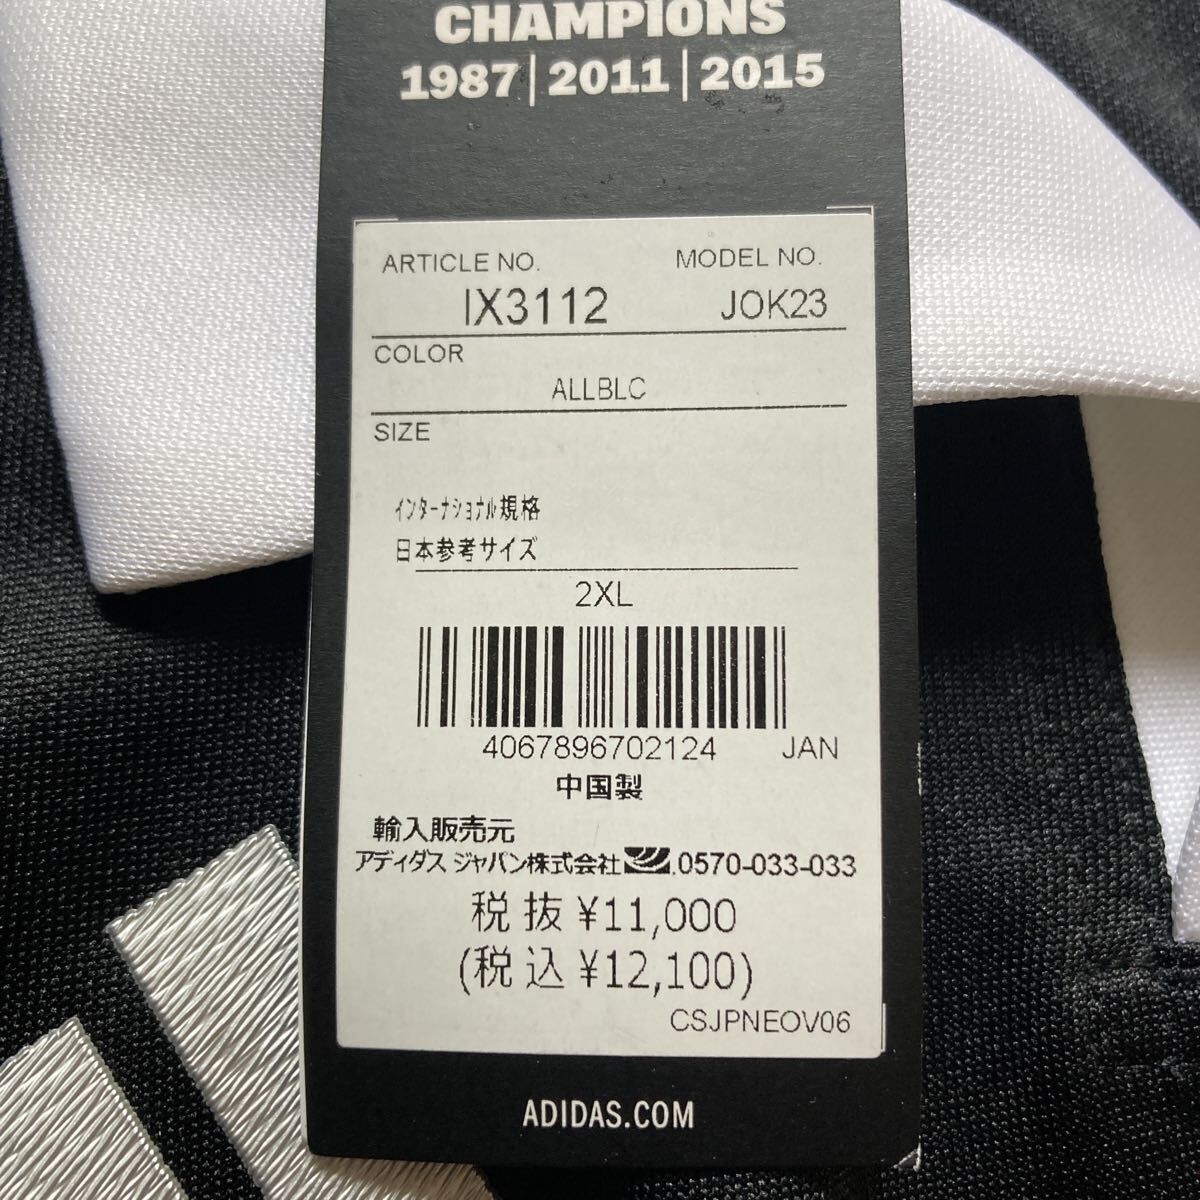 CHAMPIONS
1987|2011|2015
ARTICLE NO. MODEL NO.
IX3112 JOK23
COLOR
ALLBLC
SIZE
インターナショナル規格
日本参考サイズ
2XL
4067896702124 JAN
中国製
輸入販売元
アディダス ジャパン株式会社 .0570-033-033
税抜¥11,000
(税込¥12,100)
CSJPNEOV06
ADIDAS.COM